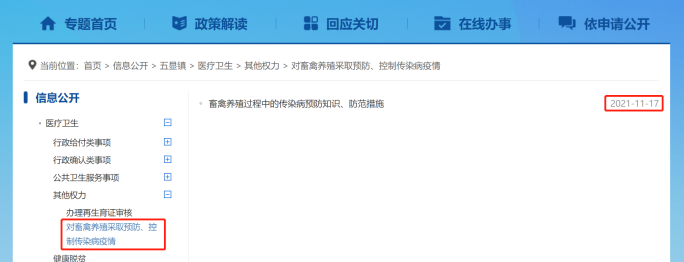 专题首页 政策解读 回应关切 在线办事 依申请公开
当前位置：首页 > 信息公开 > 五垦镇 > 医疗卫生 > 其他权力 > 对畜禽养殖采取预防、控制传染病疫情
信息公开
畜禽养殖过程中的传染病预防知识、防范措施 2021-11-17
医疗卫生
行政给付类事项
行政确认类事项
公共卫生服务事项
其他权力
办理再生育证审核
对畜禽养殖采取预防、控
制传染病疫情
健康脱贫